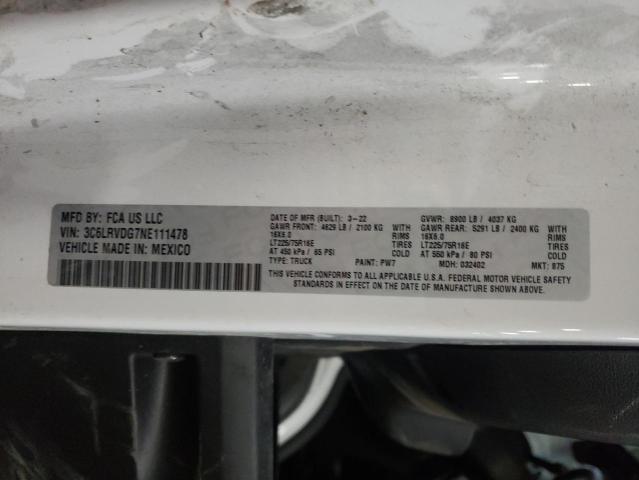 MFD BY: FCA US LLC
VIN: 3C6LRVDG7NE111478
VEHICLE MADE IN: MEXICO
DATE OF MFR (BUILT): 3-22 GVWR: 8900 LB / 4037 KG
GAWR FRONT: 4629 LB / 2100 KG WITH GAWR REAR: 5291 LB / 2400 KG WITH
16X6.0 RIMS 16X6.0 RIMS
LT225/75R16E TIRES LT225/75R16E TIRES
AT 450 kPa / 65 PSI COLD AT 550 kPa / 80 PSI COLD
TYPE: TRUCK PAINT: PW7 MDH: 032402 MKT: 875
THIS VEHICLE CONFORMS TO ALL APPLICABLE U.S.A. FEDERAL MOTOR VEHICLE SAFETY
STANDARDS IN EFFECT ON THE DATE OF MANUFACTURE SHOWN ABOVE.